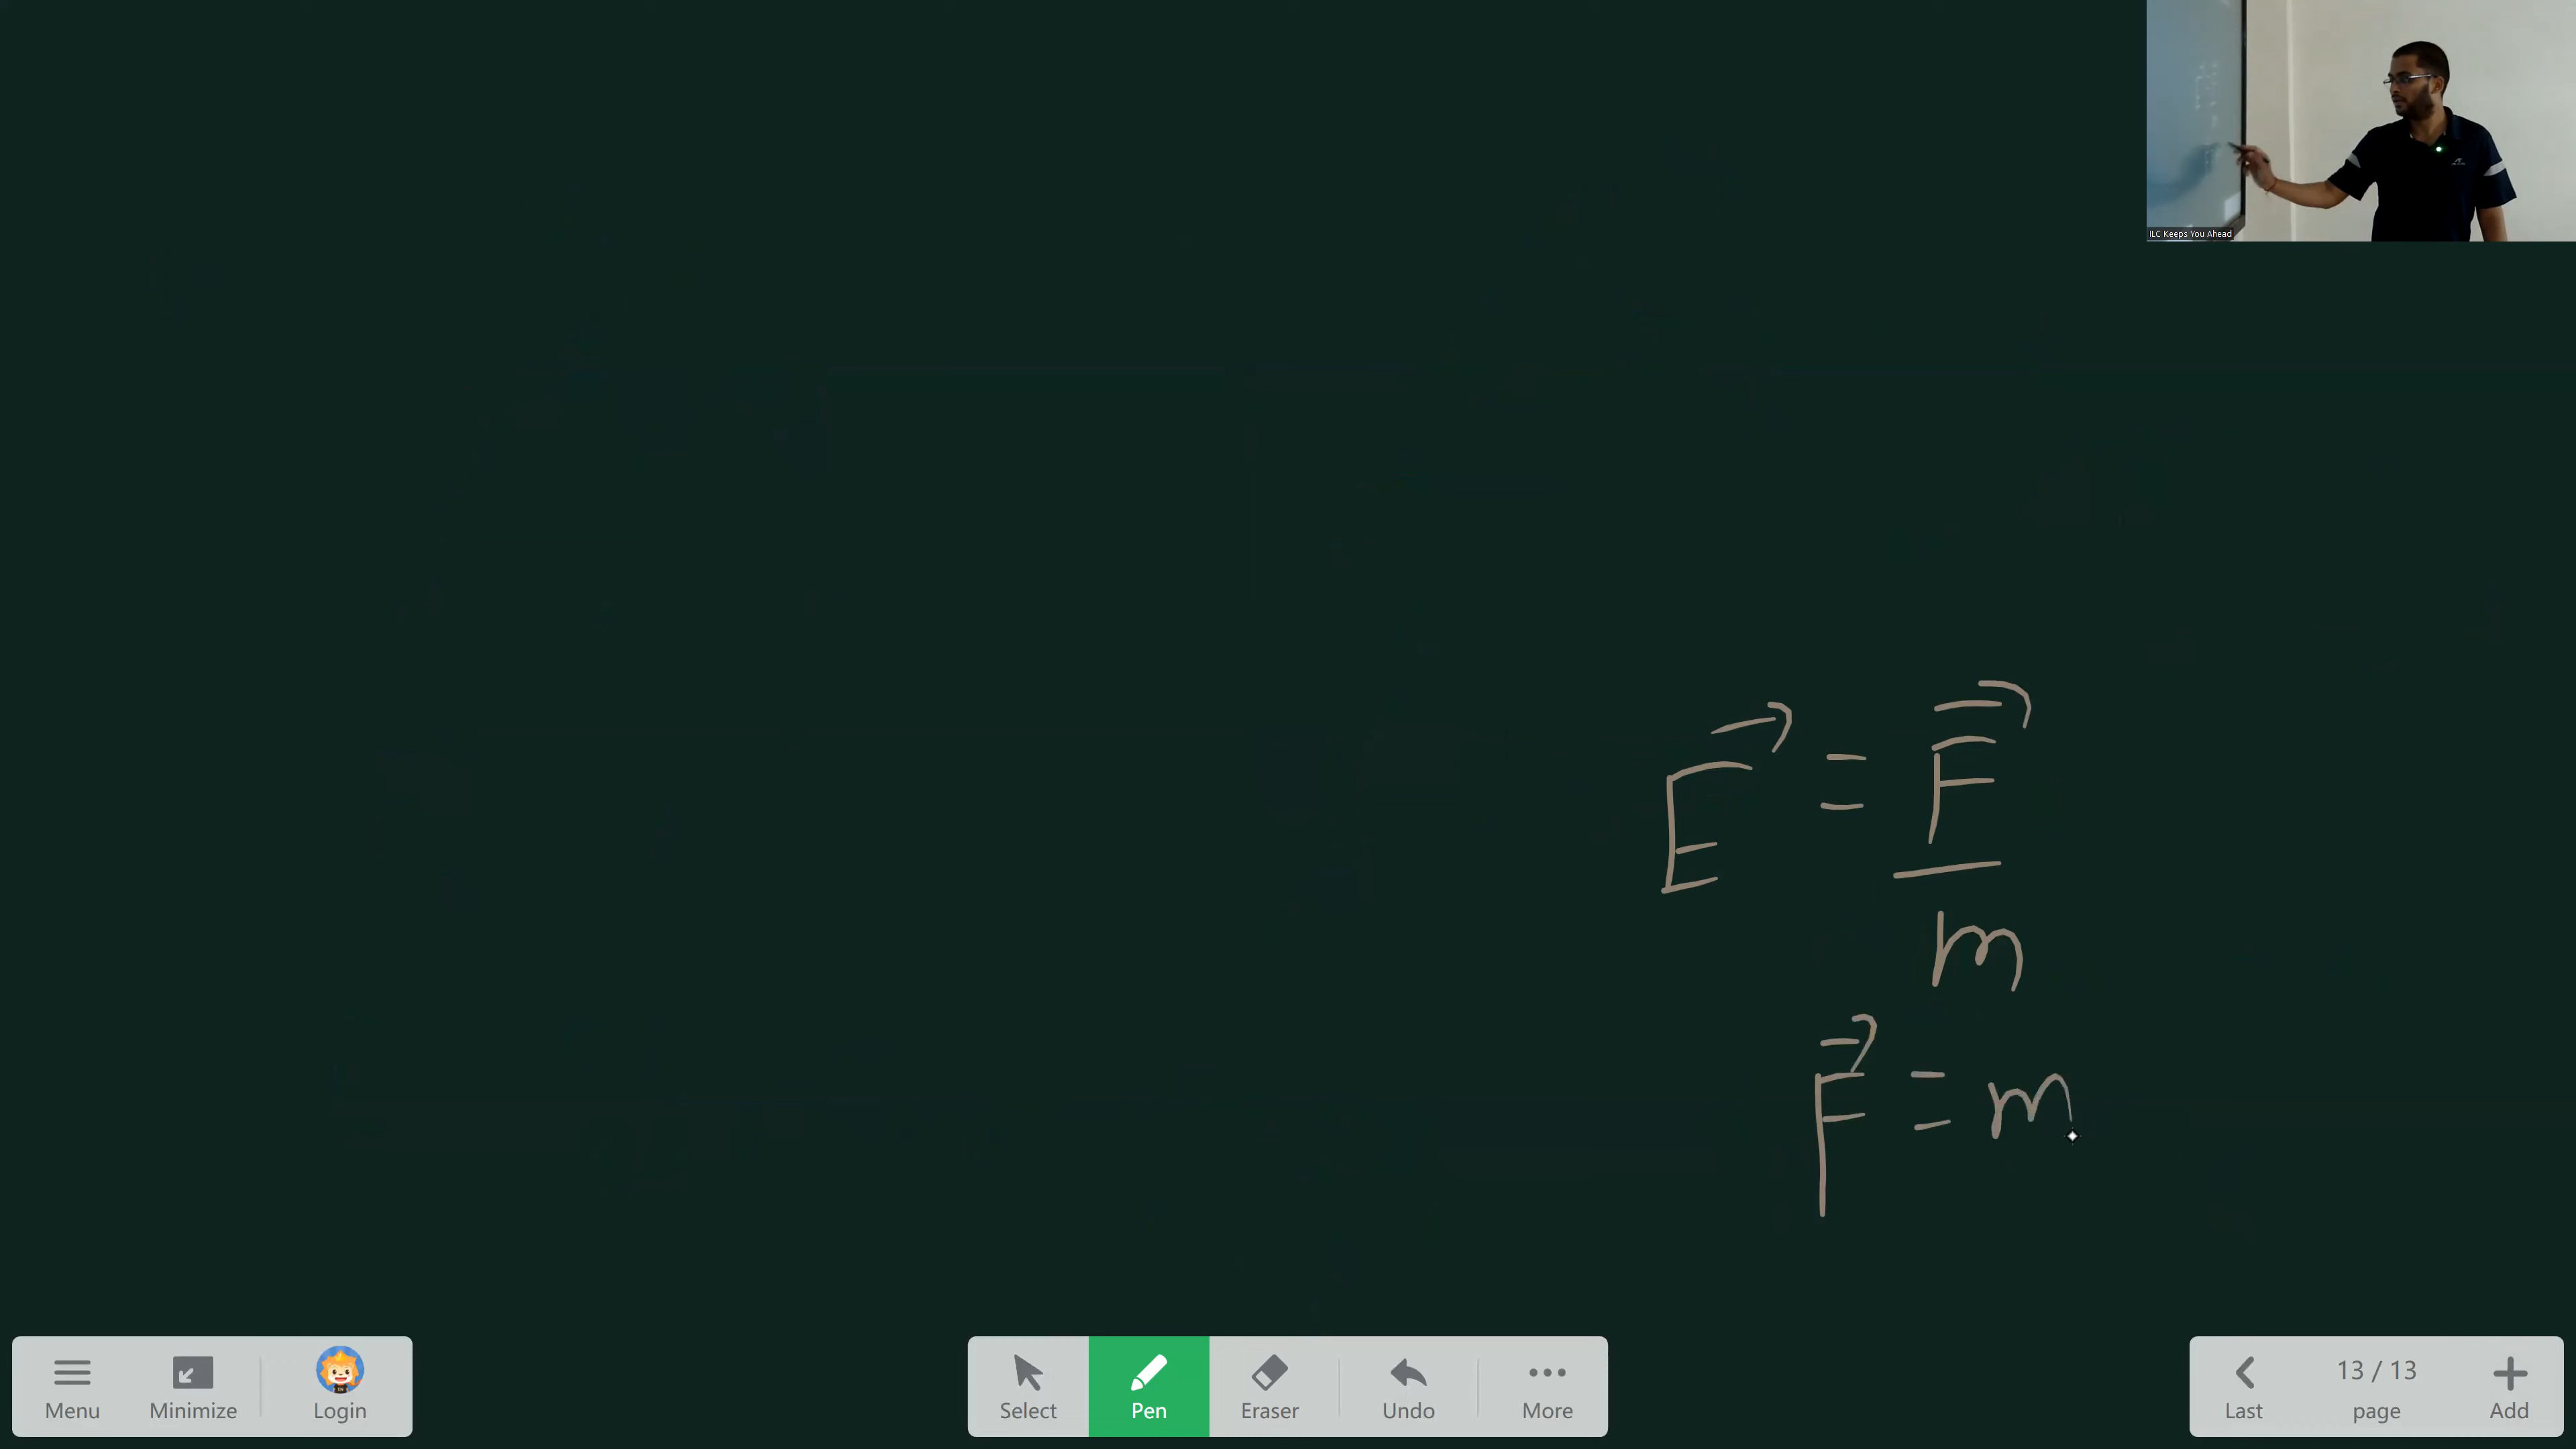 ILC Keeps You Ahead
E⃗ = F⃗ / m
F⃗ = m
Menu Minimize Login Select Pen Eraser Undo More Last 13 / 13 page Add